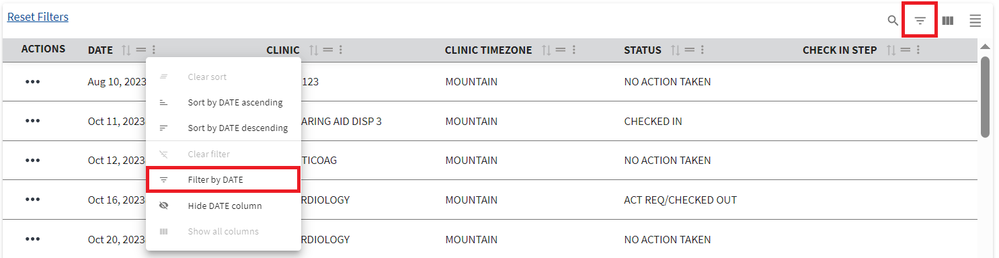 Reset Filters
ACTIONS DATE CLINIC CLINIC TIMEZONE STATUS CHECK IN STEP
Aug 10, 2023 123 MOUNTAIN NO ACTION TAKEN
Oct 11, 2023 ARING AID DISP 3 MOUNTAIN CHECKED IN
Oct 12, 2023 TICOAG MOUNTAIN NO ACTION TAKEN
Oct 16, 2023 RDIOLOGY MOUNTAIN ACT REQ/CHECKED OUT
Oct 20, 2023 RDIOLOGY MOUNTAIN NO ACTION TAKEN
Clear sort
Sort by DATE ascending
Sort by DATE descending
Clear filter
Filter by DATE
Hide DATE column
Show all columns